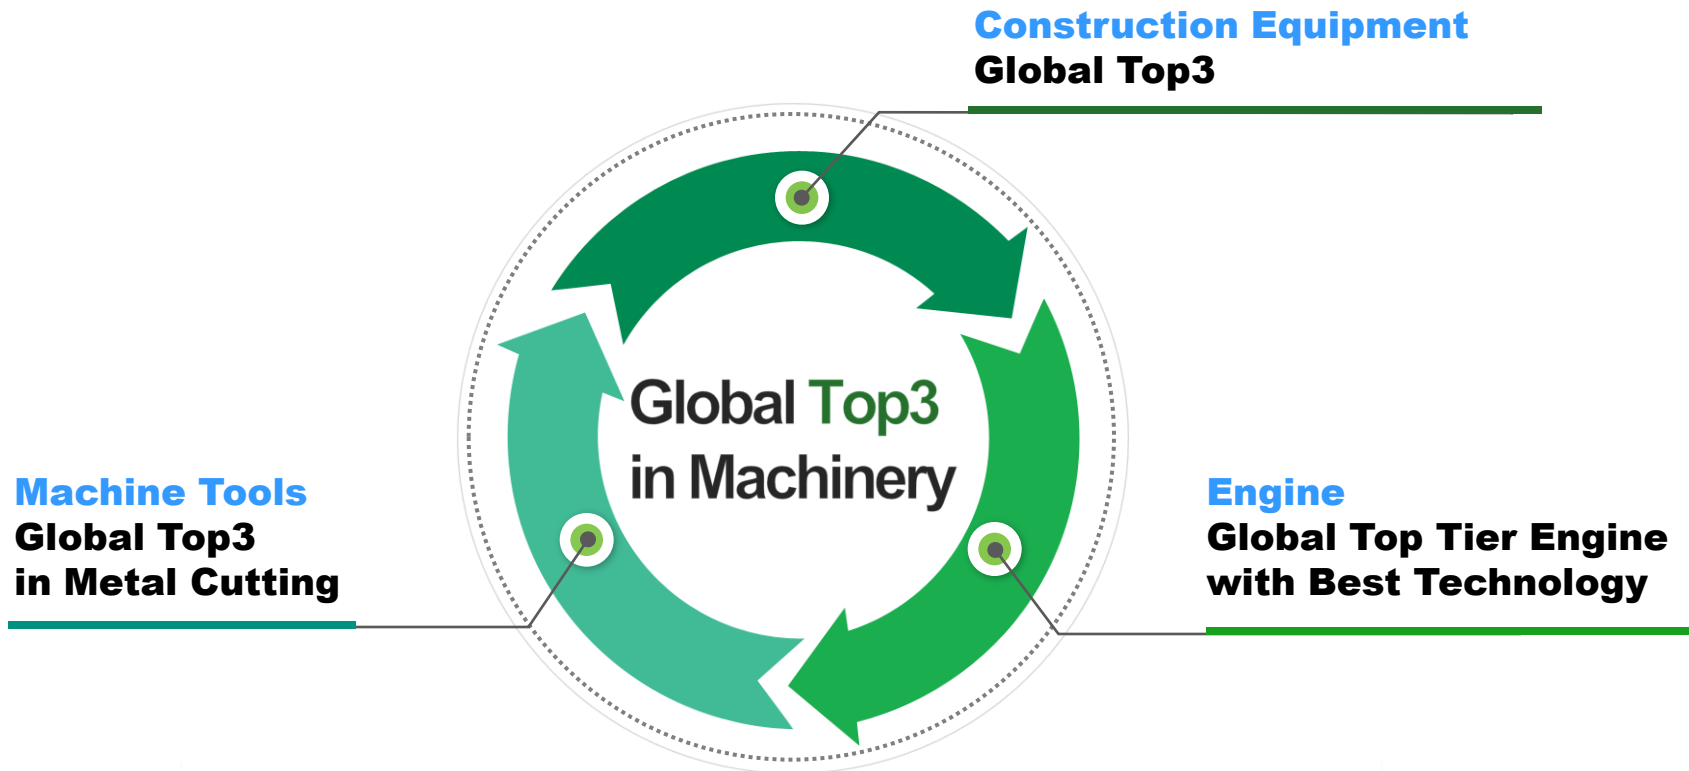 Construction Equipment
Global Top3
Global Top3
in Machinery
Machine Tools
Global Top3
in Metal Cutting
Engine
Global Top Tier Engine
with Best Technology